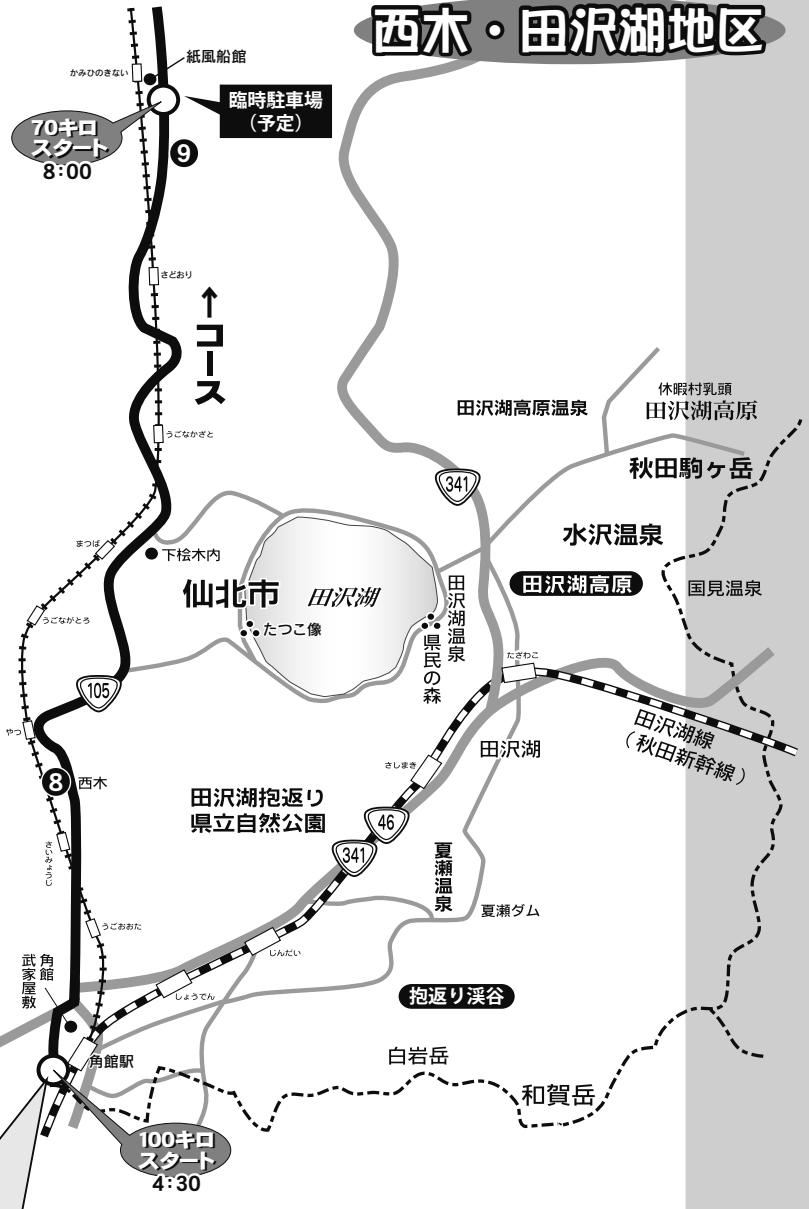 西木・田沢湖地区
紙風船館
かみひのきない
臨時駐車場
（予定）
70キロ
スタート
8:00
9
さどおり
←コース
うごなかざと
田沢湖高原温泉
休暇村乳頭
田沢湖高原
秋田駒ヶ岳
341
水沢温泉
まつば
下桧木内
田沢湖高原
国見温泉
仙北市
田沢湖
田沢湖温泉
たつこ像
県民の森
うごながとろ
たざわこ
105
やつ
田沢湖線
（秋田新幹線）
田沢湖
さしまき
8
西木
田沢湖抱返り
県立自然公園
46
341
さいみょうじ
夏瀬温泉
夏瀬ダム
うごおおた
じんだい
角館
武家屋敷
しょうでん
抱返り渓谷
角館駅
白岩岳
和賀岳
100キロ
スタート
4:30